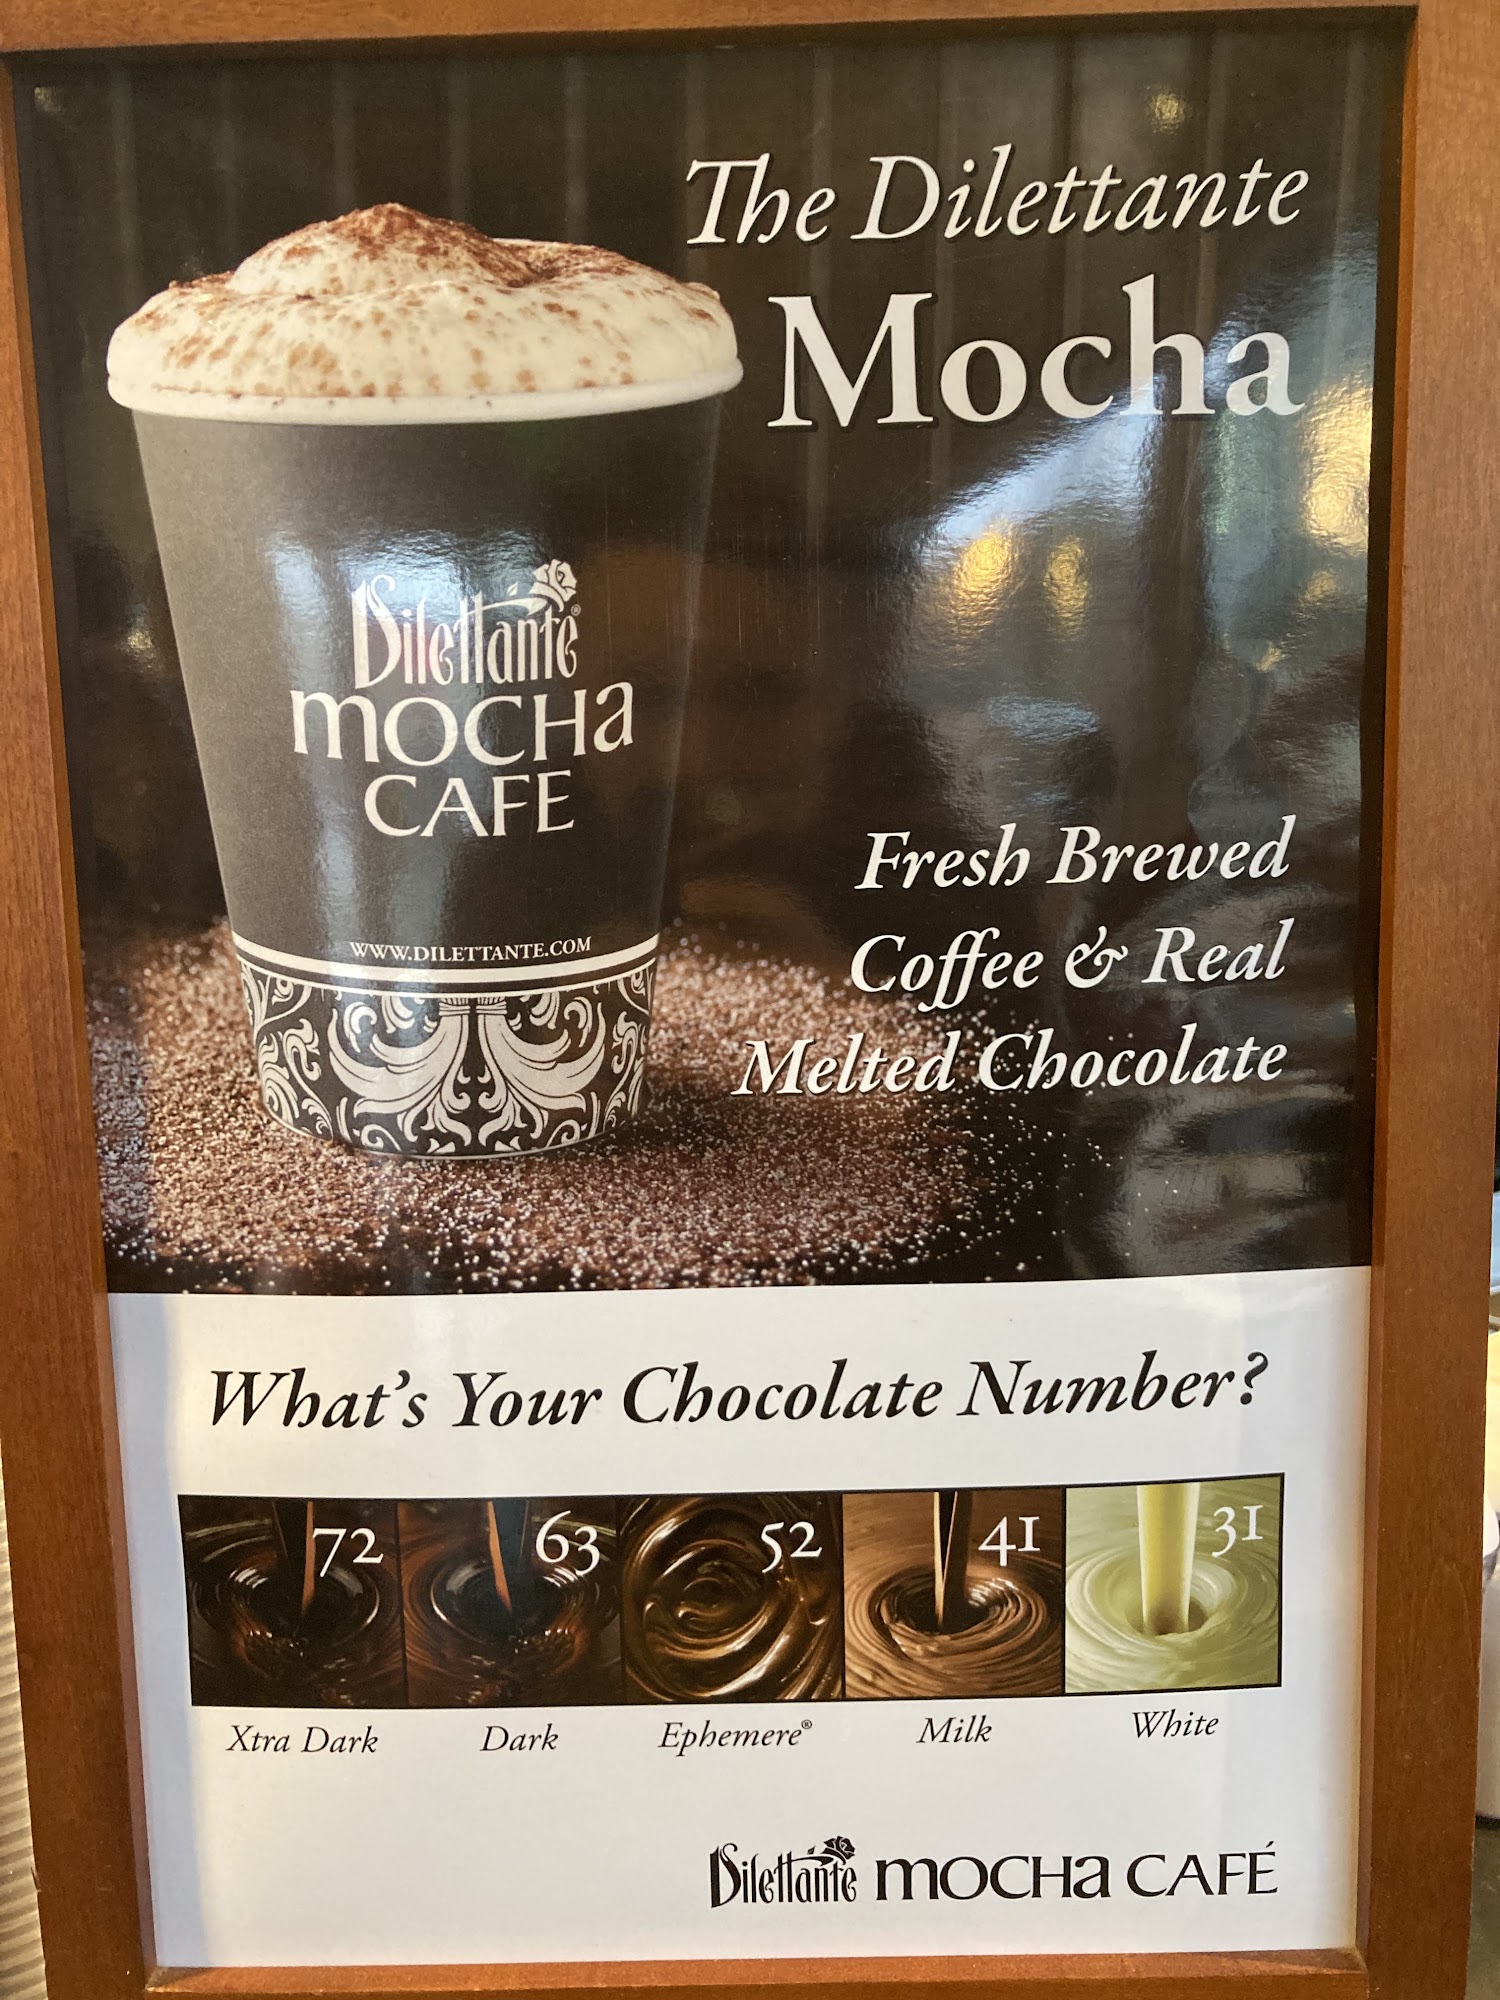 The Dilettante
Mocha
Dilettante®
MOCHA
CAFE
WWW.DILETTANTE.COM
Fresh Brewed
Coffee & Real
Melted Chocolate
What's Your Chocolate Number?
72 63 52 41 31
Xtra Dark Dark Ephemere® Milk White
Dilettante MOCHA CAFÉ